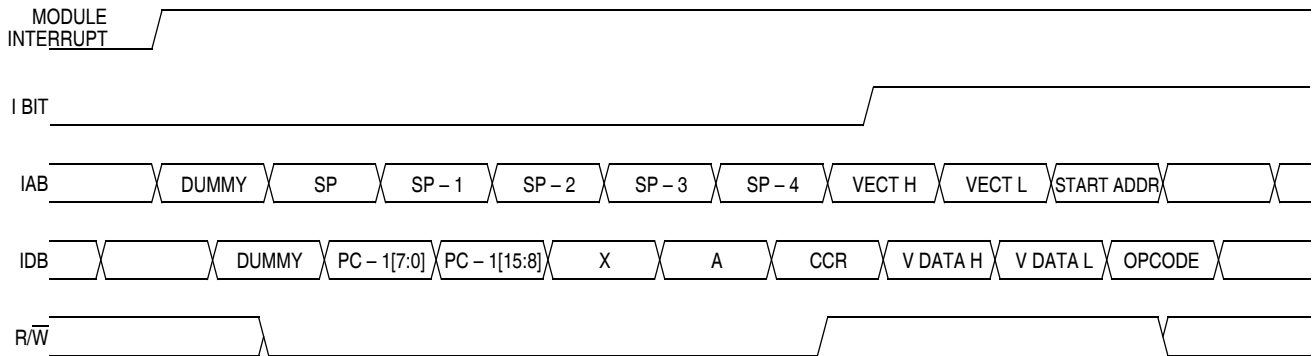 MODULE
INTERRUPT
I BIT
IAB DUMMY SP SP – 1 SP – 2 SP – 3 SP – 4 VECT H VECT L START ADDR
IDB DUMMY PC – 1[7:0] PC – 1[15:8] X A CCR V DATA H V DATA L OPCODE
R/W̅